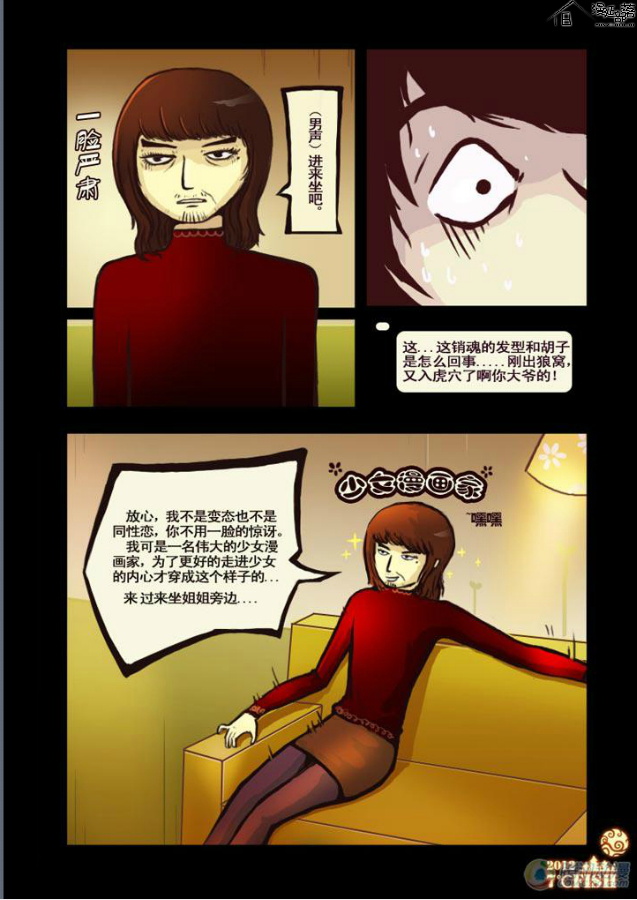 漫畫部落
一脸严肃
（男声）进来坐吧。
这...这销魂的发型和胡子
是怎么回事.....刚出狼窝，
又入虎穴了啊你大爷的！
少女漫画家
~嘿嘿
放心，我不是变态也不是
同性恋，你不用一脸的惊讶。
我可是一名伟大的少女漫
画家，为了更好的走进少女
的内心才穿成这个样子的...
来 过来坐姐姐旁边....
2012
7℃FISH